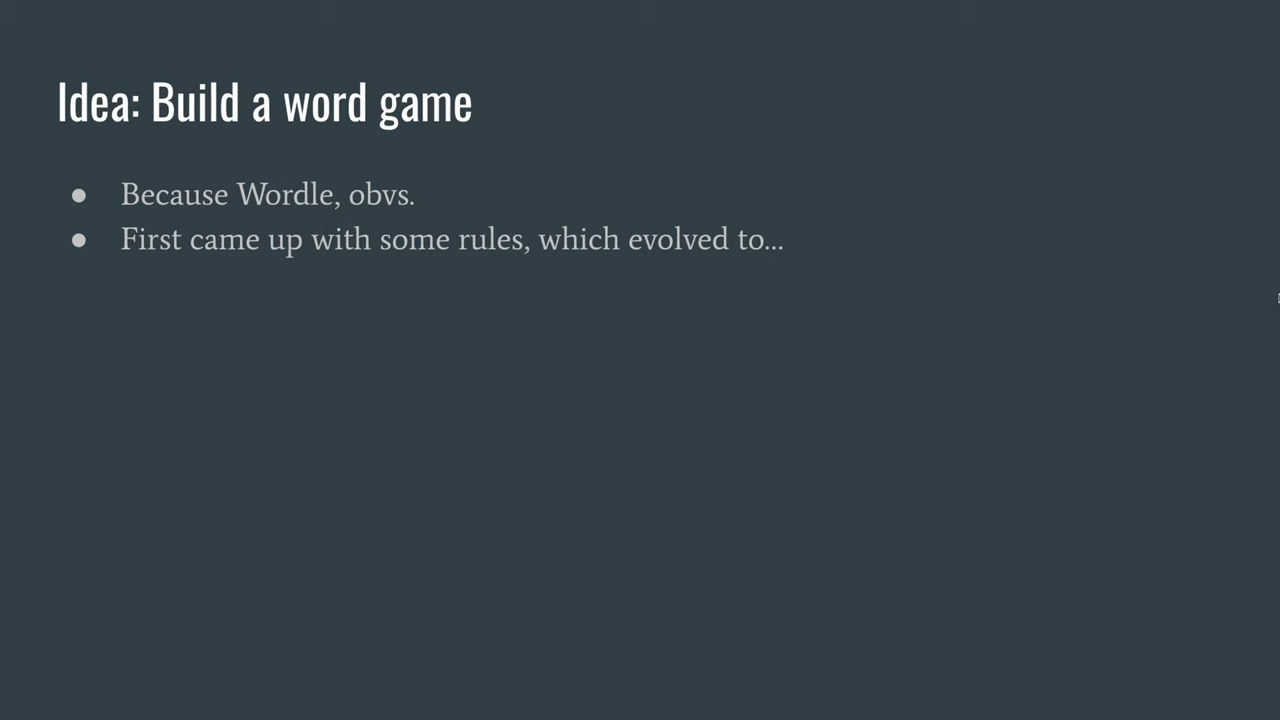 Idea: Build a word game
● Because Wordle, obvs.
● First came up with some rules, which evolved to...